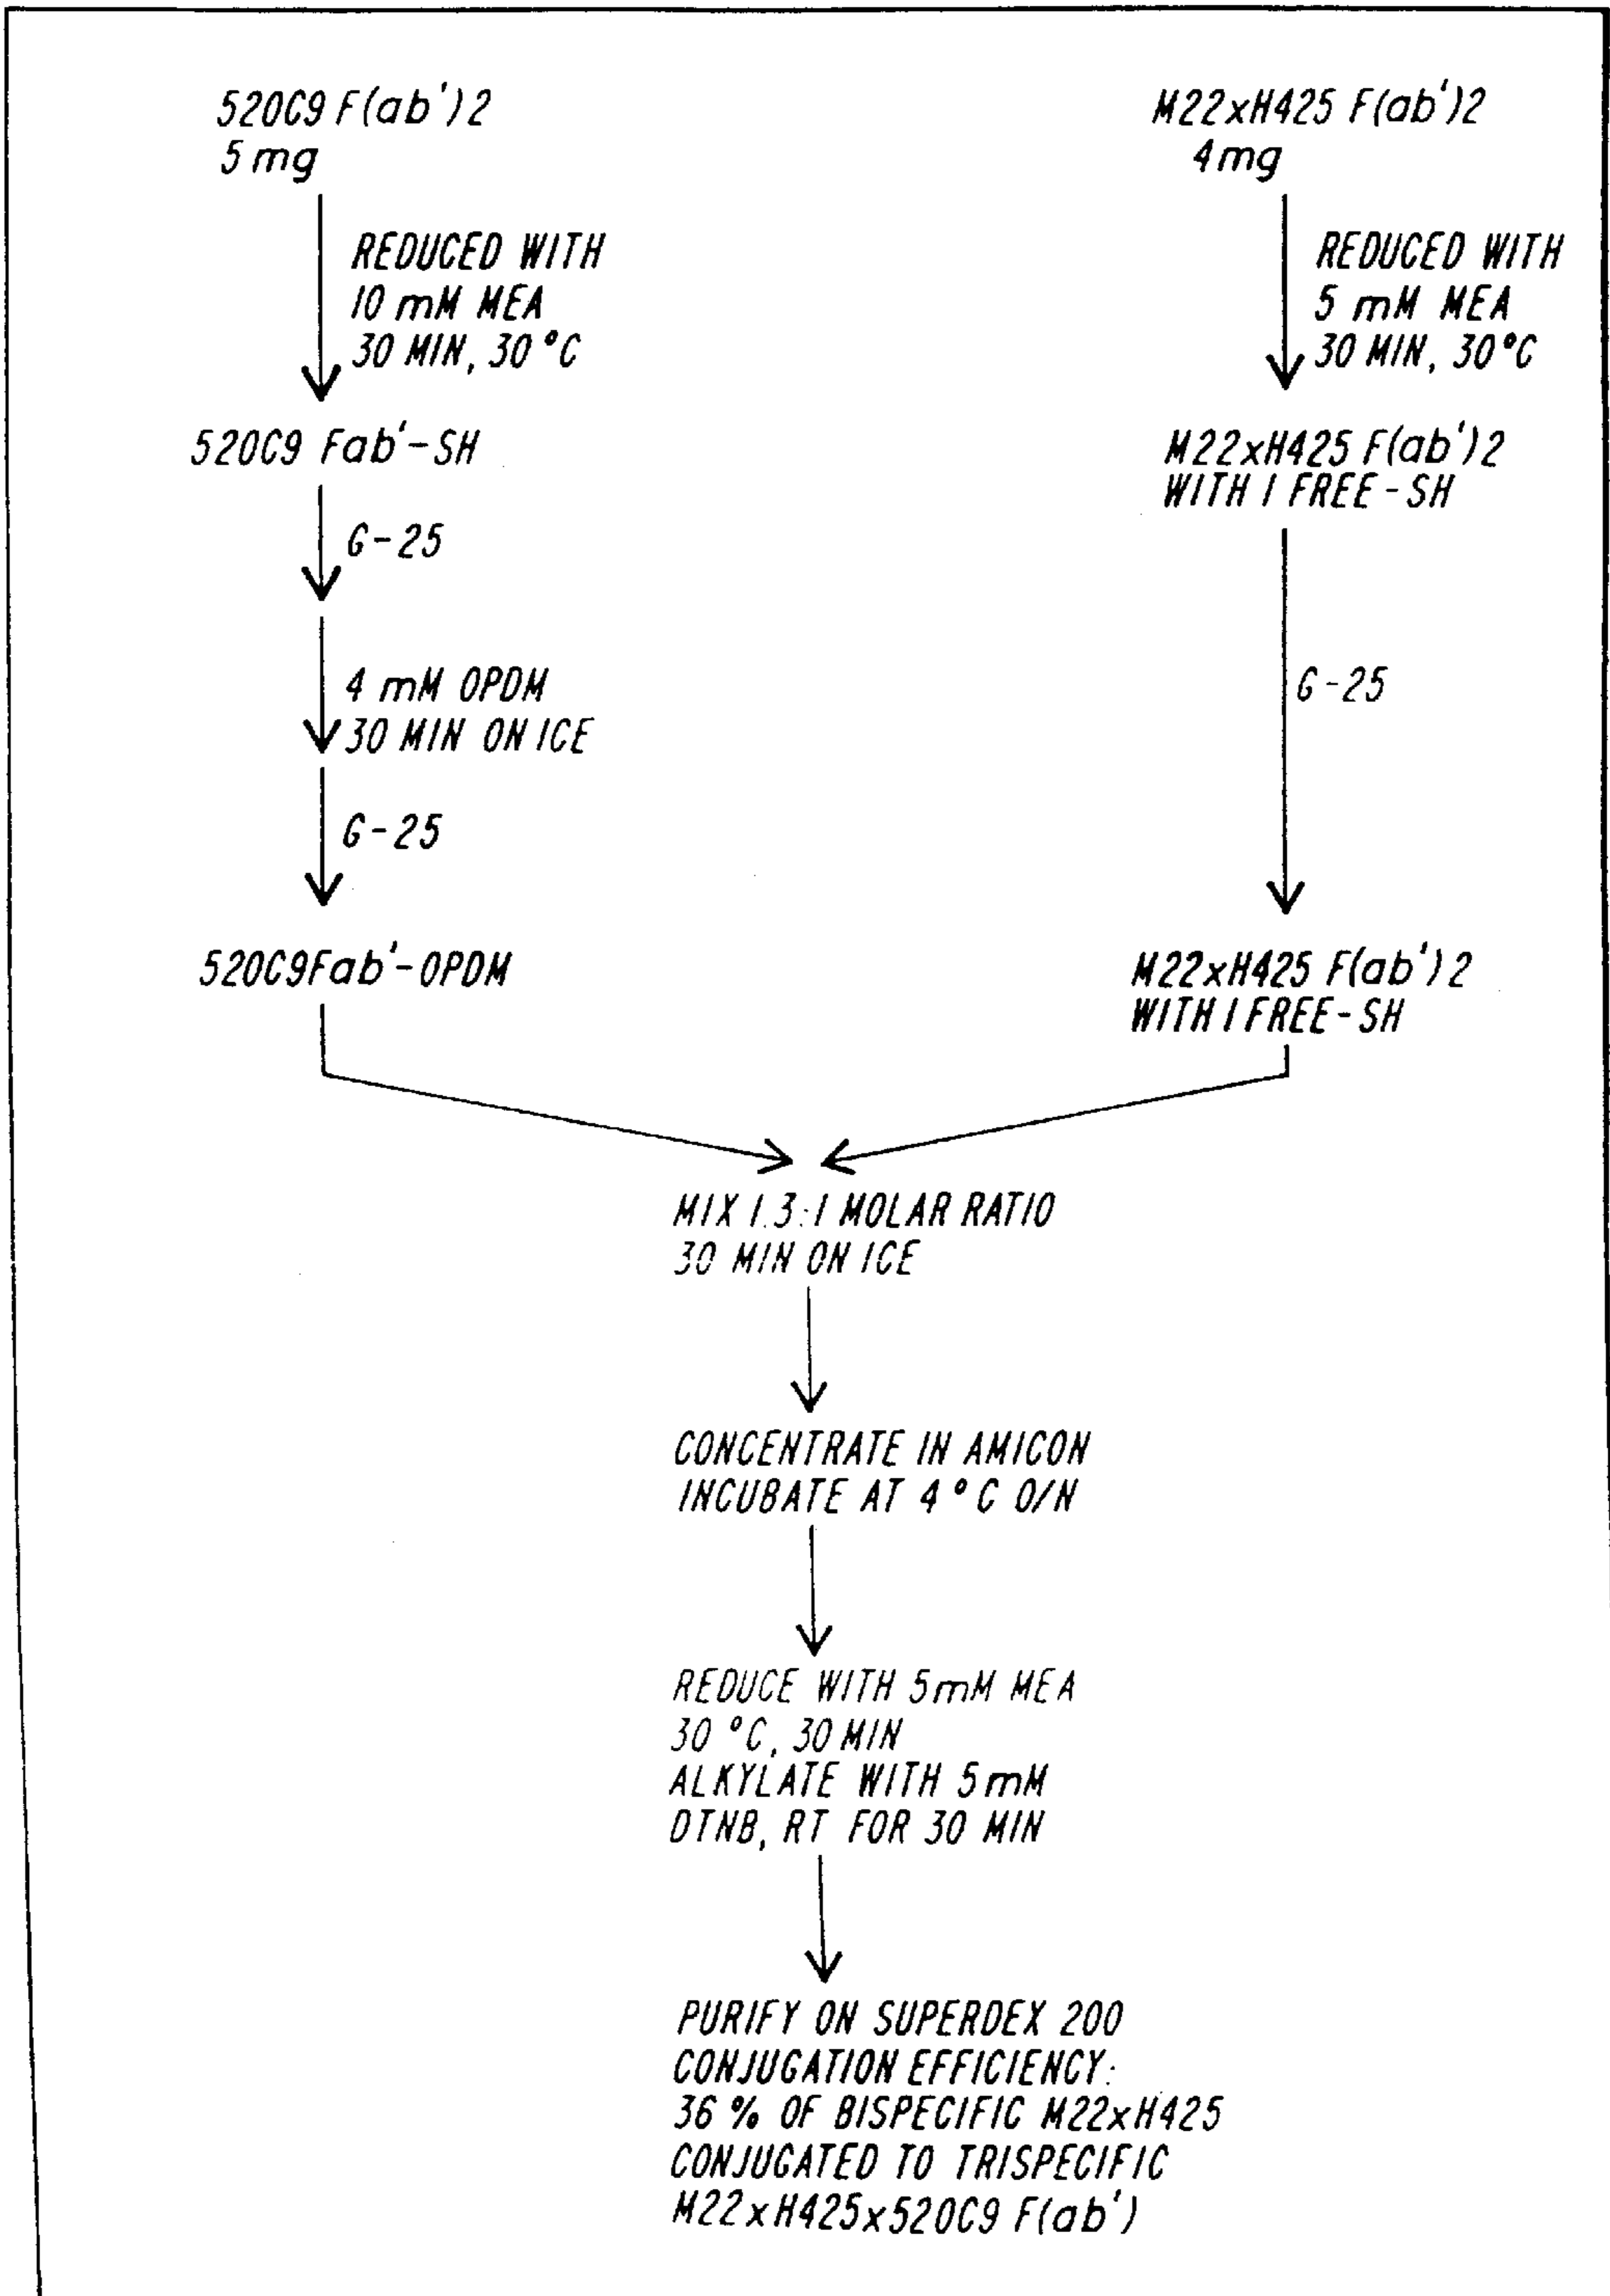 520C9 F(ab')2
5 mg
REDUCED WITH
10 mM MEA
30 MIN, 30°C
520C9 Fab'-SH
G-25
4 mM OPDM
30 MIN ON ICE
G-25
520C9Fab'-OPDM
M22xH425 F(ab')2
4mg
REDUCED WITH
5 mM MEA
30 MIN, 30°C
M22xH425 F(ab')2
WITH 1 FREE-SH
G-25
M22xH425 F(ab')2
WITH 1 FREE-SH
MIX 1.3:1 MOLAR RATIO
30 MIN ON ICE
CONCENTRATE IN AMICON
INCUBATE AT 4°C O/N
REDUCE WITH 5mM MEA
30 °C, 30 MIN
ALKYLATE WITH 5mM
DTNB, RT FOR 30 MIN
PURIFY ON SUPERDEX 200
CONJUGATION EFFICIENCY:
36 % OF BISPECIFIC M22xH425
CONJUGATED TO TRISPECIFIC
M22xH425x520C9 F(ab')